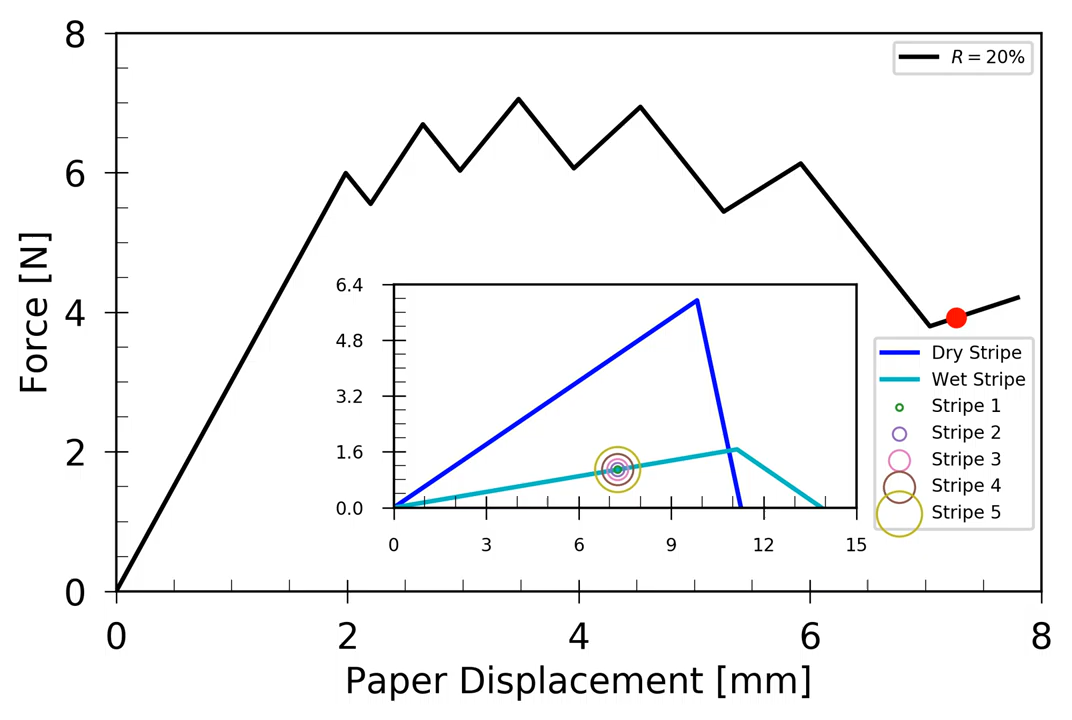 8
R = 20%
6
Force [N]
6.4
4.8
3.2
1.6
0.0
0 3 6 9 12 15
4
Dry Stripe
Wet Stripe
Stripe 1
Stripe 2
Stripe 3
Stripe 4
Stripe 5
2
0
0 2 4 6 8
Paper Displacement [mm]